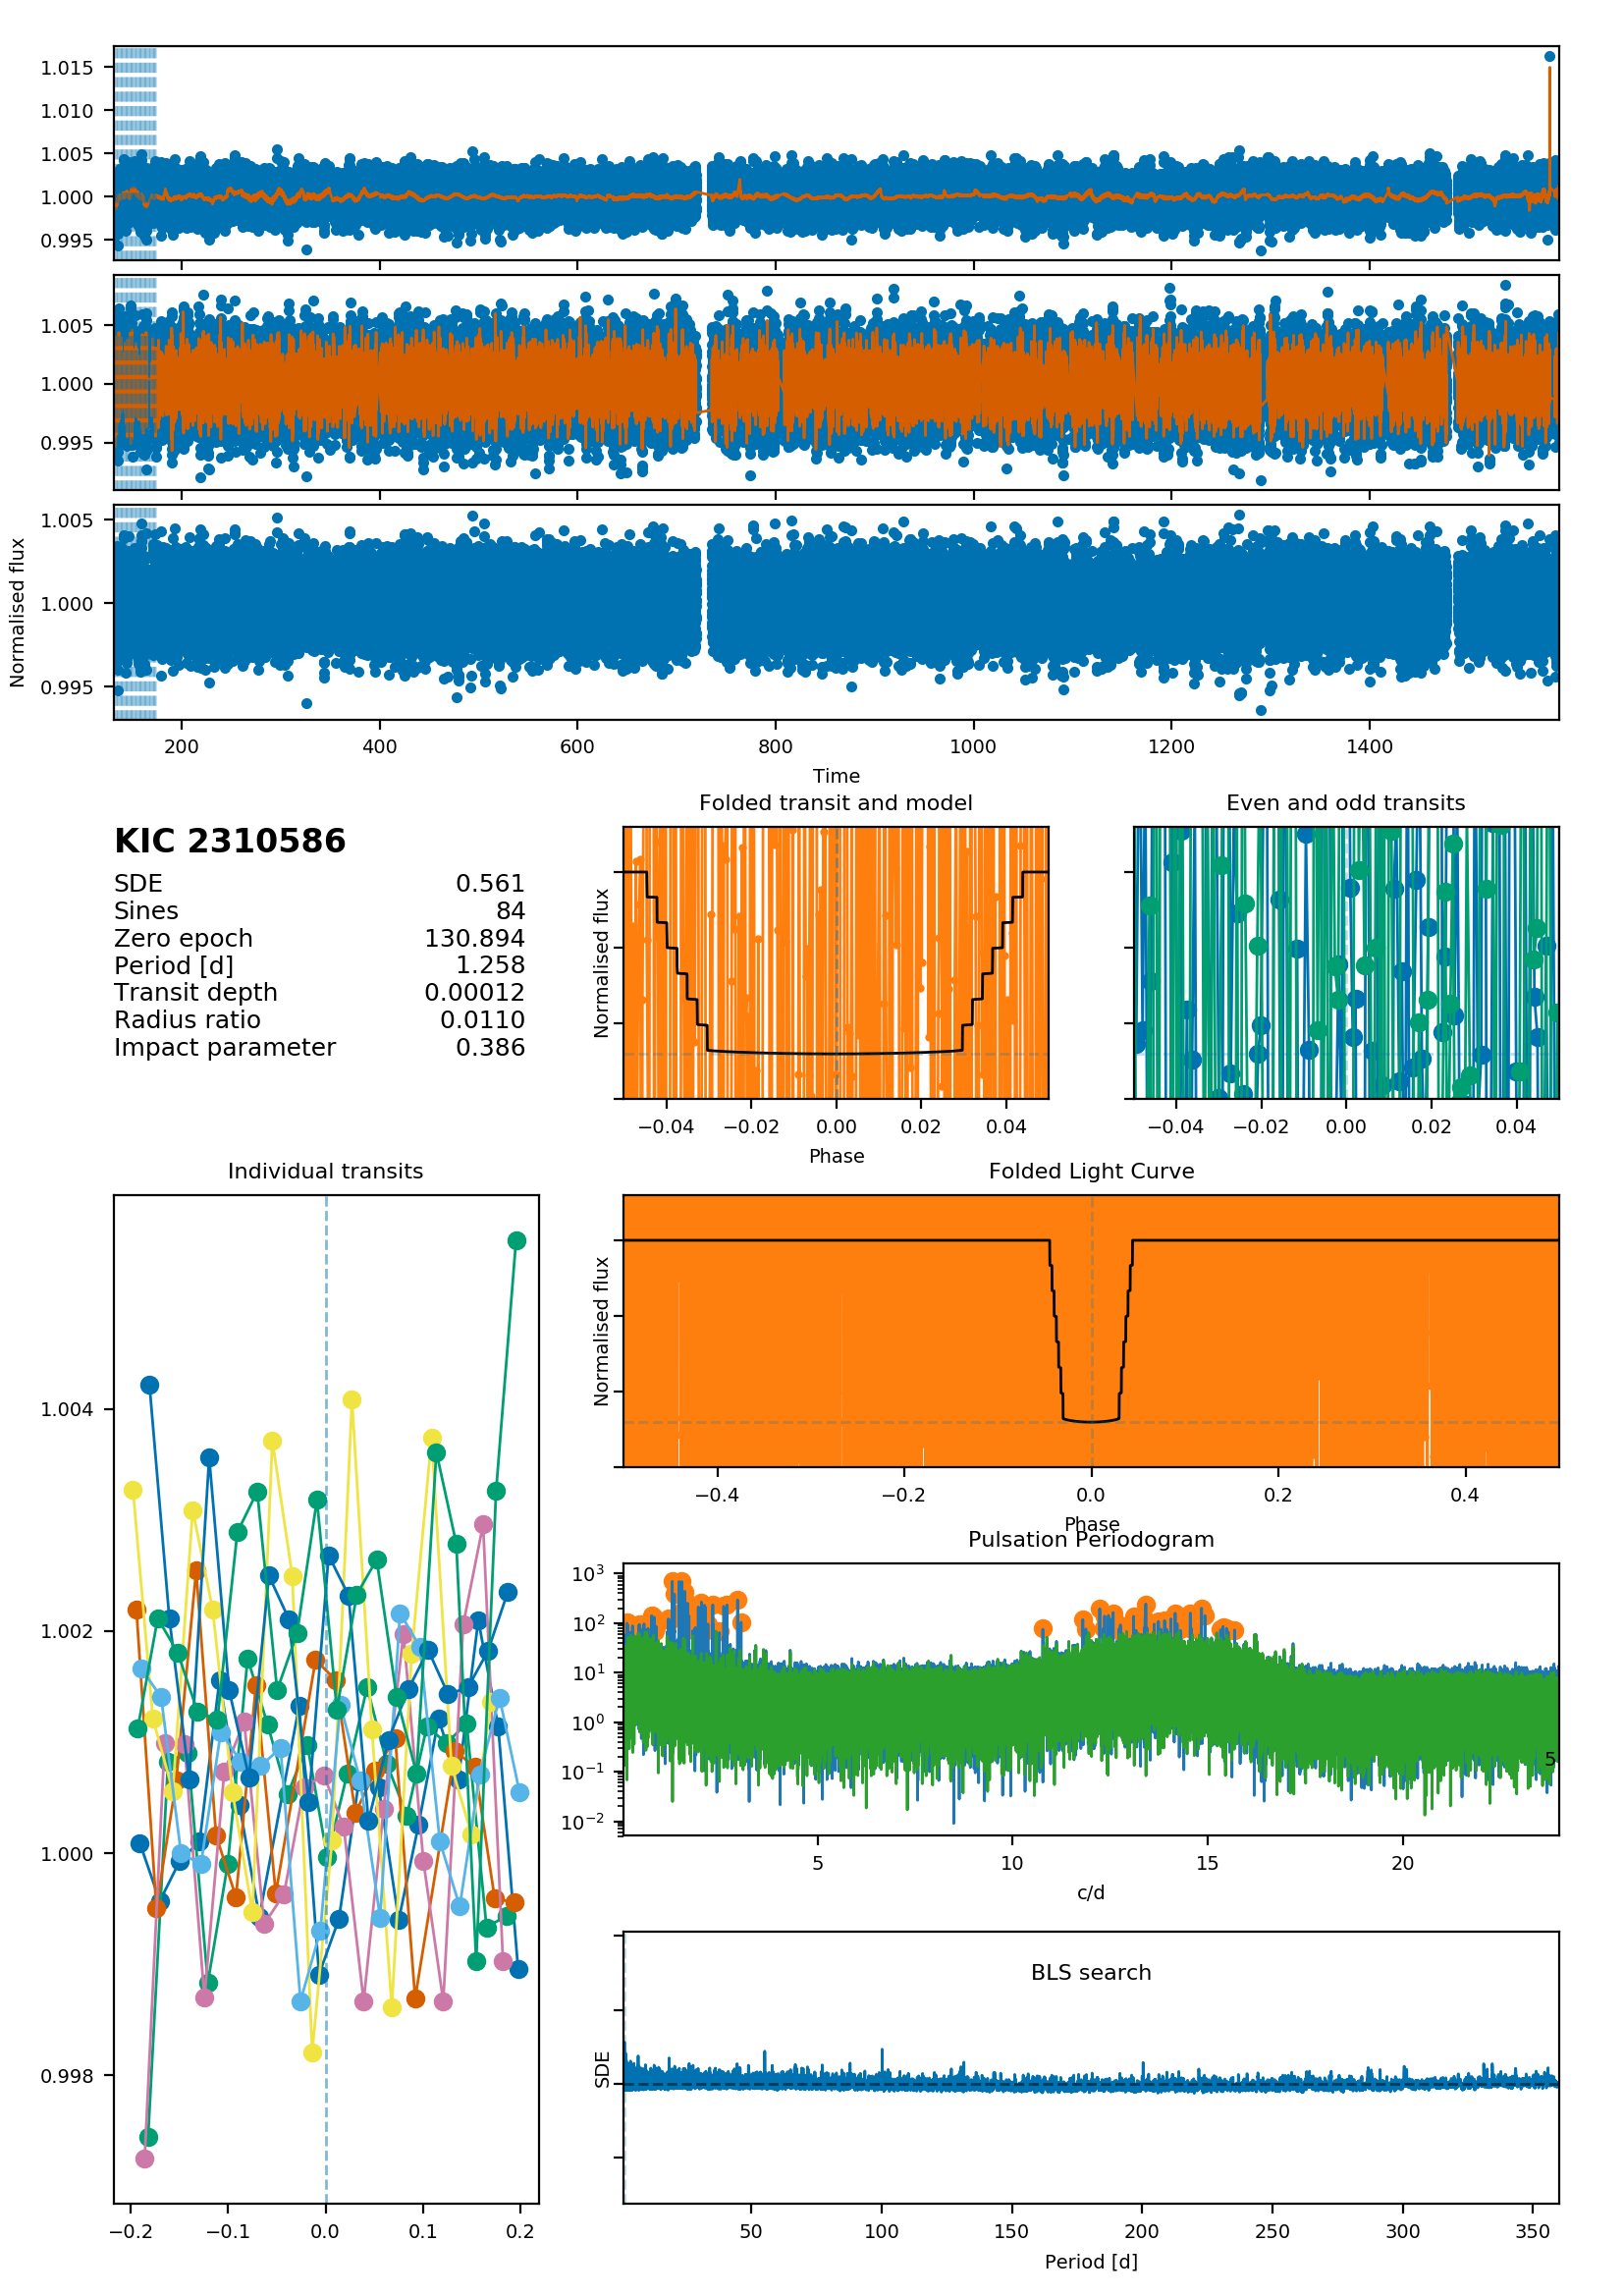 1.015
1.010
1.005
1.000
0.995
1.005
1.000
0.995
1.005
1.000
0.995
Normalised flux
200 400 600 800 1000 1200 1400
Time
KIC 2310586
SDE 0.561
Sines 84
Zero epoch 130.894
Period [d] 1.258
Transit depth 0.00012
Radius ratio 0.0110
Impact parameter 0.386
Folded transit and model
Normalised flux
−0.04 −0.02 0.00 0.02 0.04
Phase
Even and odd transits
−0.04 −0.02 0.00 0.02 0.04
Individual transits
1.004
1.002
1.000
0.998
−0.2 −0.1 0.0 0.1 0.2
Folded Light Curve
Normalised flux
−0.4 −0.2 0.0 0.2 0.4
Phase
Pulsation Periodogram
10³
10²
10¹
10⁰
10⁻¹
10⁻²
5
5 10 15 20
c/d
BLS search
SDE
50 100 150 200 250 300 350
Period [d]